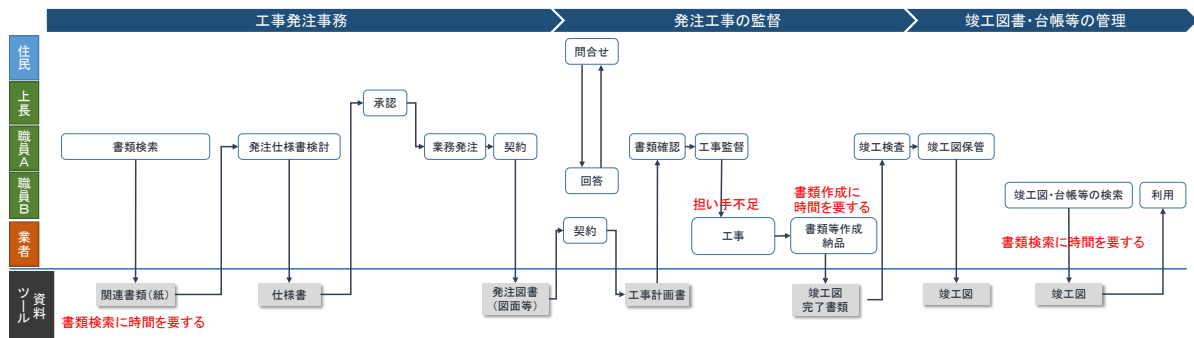 工事発注事務
発注工事の監督
竣工図書・台帳等の管理
住民
問合せ
上長
承認
職員A
書類検索
発注仕様書検討
業務発注
契約
書類確認
工事監督
竣工検査
竣工図保管
職員B
回答
書類作成に
時間を要する
担い手不足
竣工図・台帳等の検索
利用
業者
契約
工事
書類等作成
納品
書類検索に時間を要する
資料
ツール
関連書類(紙)
仕様書
発注図書
(図面等)
工事計画書
竣工図
完了書類
竣工図
竣工図
書類検索に時間を要する